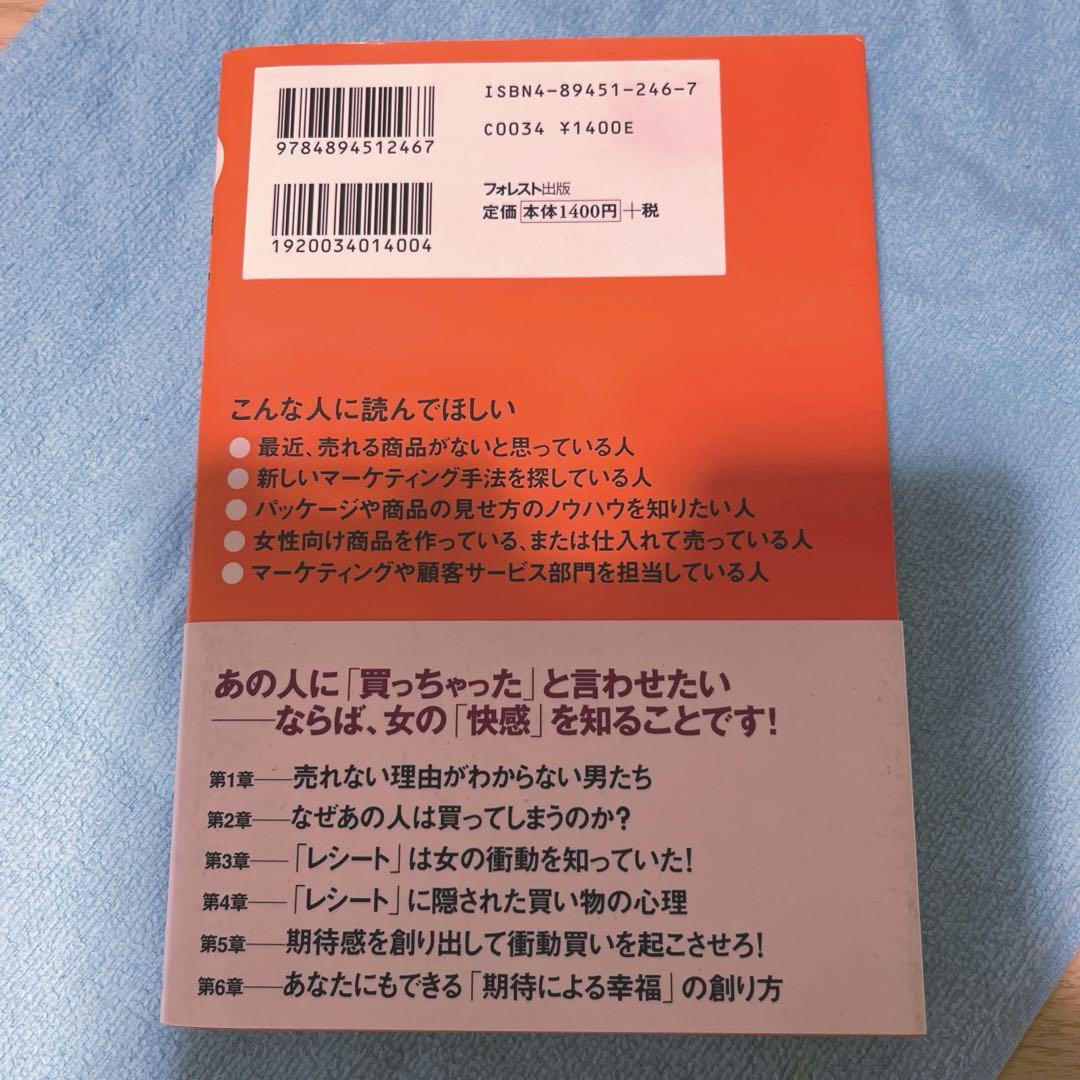 ISBN4-89451-246-7
9784894512467
C0034 ¥1400E
1920034014004
フォレスト出版
定価 本体1400円+税
こんな人に読んでほしい
● 最近、売れる商品がないと思っている人
● 新しいマーケティング手法を探している人
● パッケージや商品の見せ方のノウハウを知りたい人
● 女性向け商品を作っている、または仕入れて売っている人
● マーケティングや顧客サービス部門を担当している人
あの人に「買っちゃった」と言わせたい
──ならば、女の「快感」を知ることです!
第1章──売れない理由がわからない男たち
第2章──なぜあの人は買ってしまうのか?
第3章──「レシート」は女の衝動を知っていた!
第4章──「レシート」に隠された買い物の心理
第5章──期待感を創り出して衝動買いを起こさせろ!
第6章──あなたにもできる「期待による幸福」の創り方